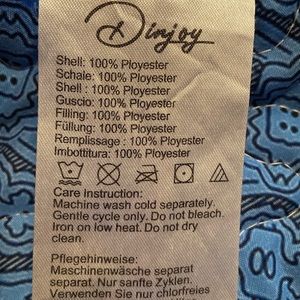 Dinjoy
Shell: 100% Ployester
Schale: 100% Ployester
Shell : 100% Ployester
Guscio: 100% Ployester
Filling: 100% Ployester
Füllung: 100% Ployester
Remplissage : 100% Ployester
Imbottitura: 100% Ployester
Care Instruction:
Machine wash cold separately.
Gentle cycle only. Do not bleach.
Iron on low heat. Do not dry
clean.
Pflegehinweise:
Maschinenwäsche separat
separat. Nur sanfte Zyklen.
Verwenden Sie nur chlorfreies